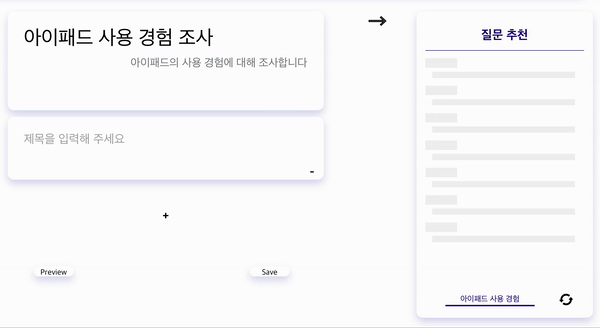 아이패드 사용 경험 조사
아이패드의 사용 경험에 대해 조사합니다
제목을 입력해 주세요
-
+
Preview
Save
→
질문 추천
아이패드 사용 경험